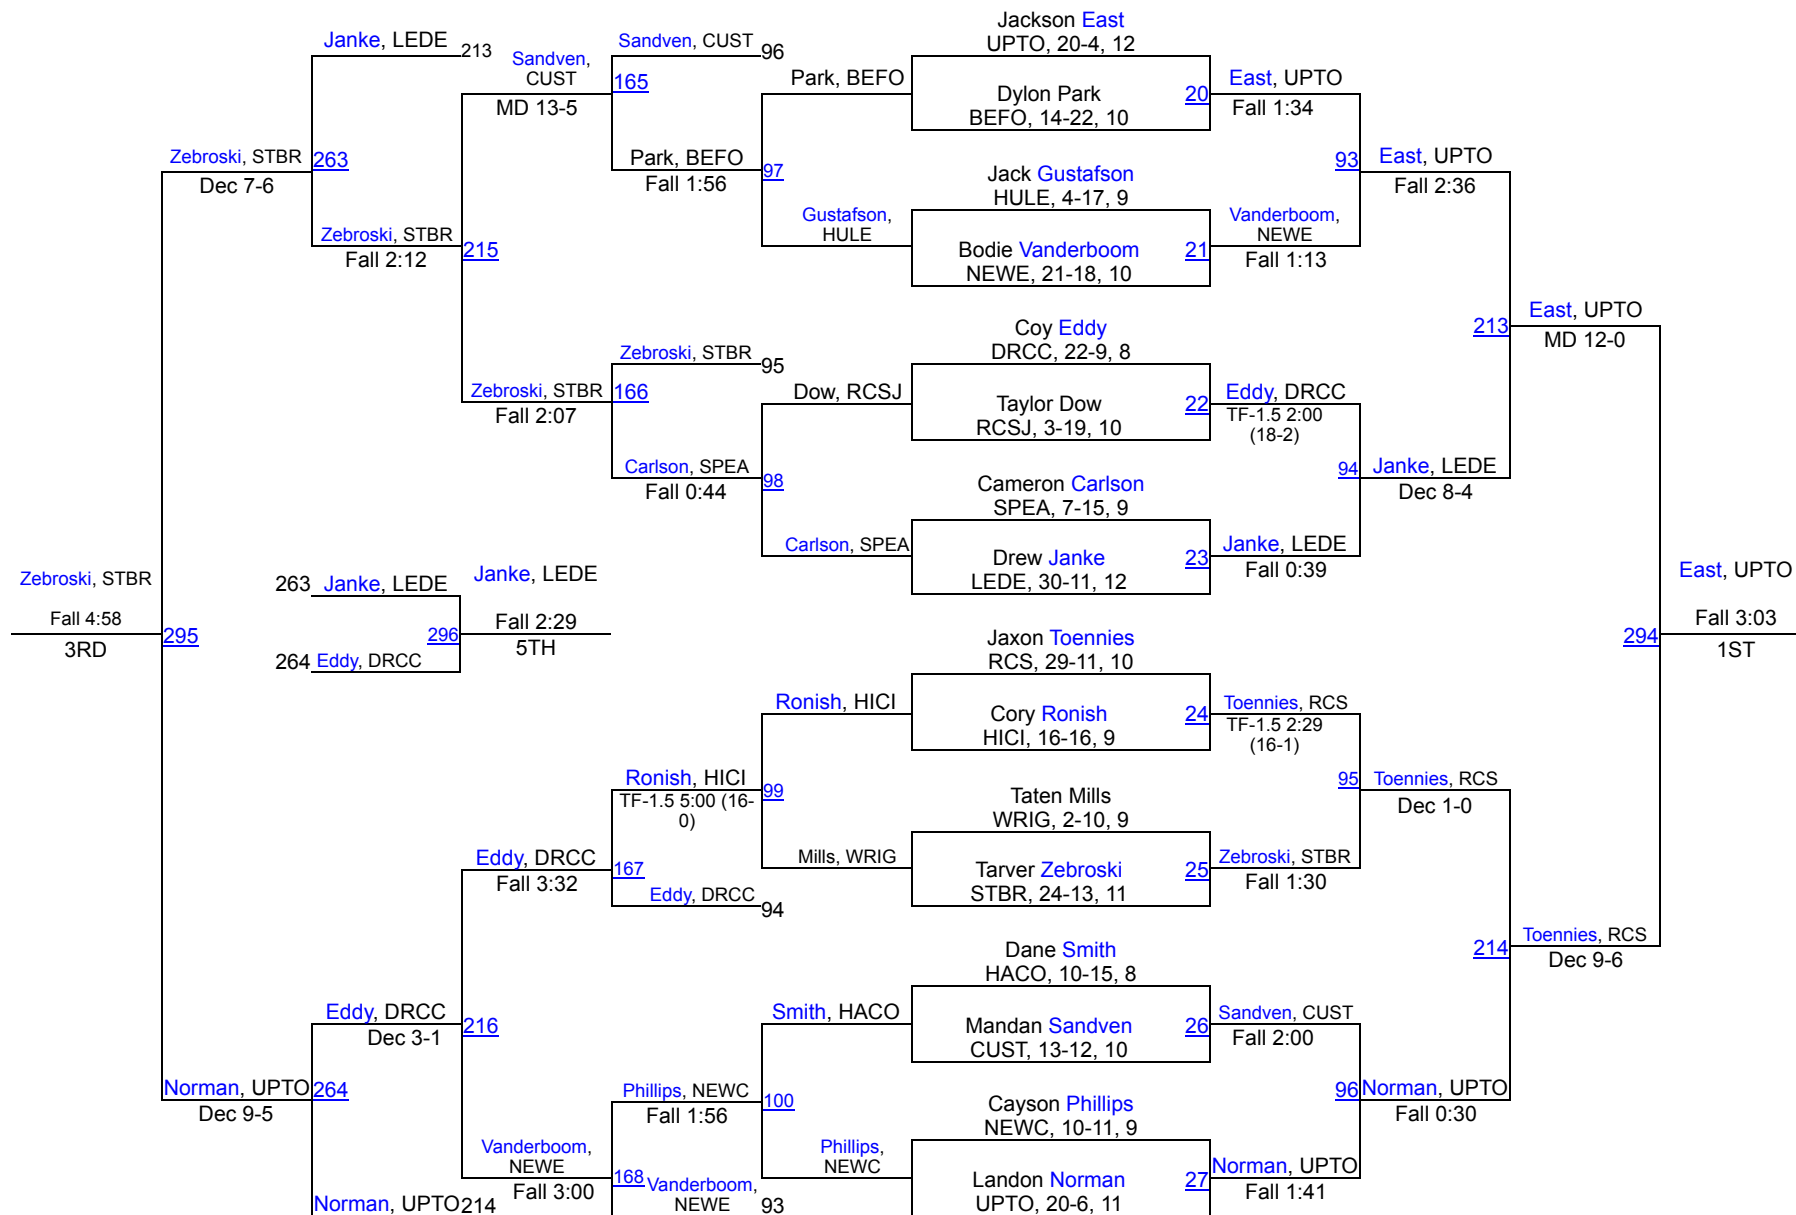 Jackson East
UPTO, 20-4, 12
Janke, LEDE
213
Sandven,
CUST
MD 13-5
Sandven, CUST
96
165
Park, BEFO
Dylon Park
BEFO, 14-22, 10
20
East, UPTO
Fall 1:34
Zebroski, STBR
Dec 7-6
263
Park, BEFO
Fall 1:56
97
Jack Gustafson
HULE, 4-17, 9
93
East, UPTO
Fall 2:36
Zebroski, STBR
Fall 2:12
215
Gustafson,
HULE
Bodie Vanderboom
NEWE, 21-18, 10
21
Vanderboom,
NEWE
Fall 1:13
Coy Eddy
DRCC, 22-9, 8
213
East, UPTO
MD 12-0
Zebroski, STBR
95
Zebroski, STBR
Fall 2:07
166
Dow, RCSJ
Taylor Dow
RCSJ, 3-19, 10
22
Eddy, DRCC
TF-1.5 2:00
(18-2)
Carlson, SPEA
Fall 0:44
98
Cameron Carlson
SPEA, 7-15, 9
94
Janke, LEDE
Dec 8-4
Carlson, SPEA
Drew Janke
LEDE, 30-11, 12
23
Janke, LEDE
Fall 0:39
Zebroski, STBR
Fall 4:58
3RD
295
263
Janke, LEDE
264
Eddy, DRCC
296
Janke, LEDE
Fall 2:29
5TH
294
East, UPTO
Fall 3:03
1ST
Jaxon Toennies
RCS, 29-11, 10
Ronish, HICI
Cory Ronish
HICI, 16-16, 9
24
Toennies, RCS
TF-1.5 2:29
(16-1)
Ronish, HICI
TF-1.5 5:00 (16-
0)
99
Taten Mills
WRIG, 2-10, 9
95
Toennies, RCS
Dec 1-0
Eddy, DRCC
Fall 3:32
167
Eddy, DRCC
94
Mills, WRIG
Tarver Zebroski
STBR, 24-13, 11
25
Zebroski, STBR
Fall 1:30
Dane Smith
HACO, 10-15, 8
214
Toennies, RCS
Dec 9-6
Eddy, DRCC
Dec 3-1
216
Smith, HACO
Mandan Sandven
CUST, 13-12, 10
26
Sandven, CUST
Fall 2:00
Norman, UPTO
Dec 9-5
264
Phillips, NEWC
Fall 1:56
100
Cayson Phillips
NEWC, 10-11, 9
96
Norman, UPTO
Fall 0:30
Vanderboom,
NEWE
Fall 3:00
168
Vanderboom,
NEWE
93
Phillips,
NEWC
Landon Norman
UPTO, 20-6, 11
27
Norman, UPTO
Fall 1:41
Norman, UPTO
214